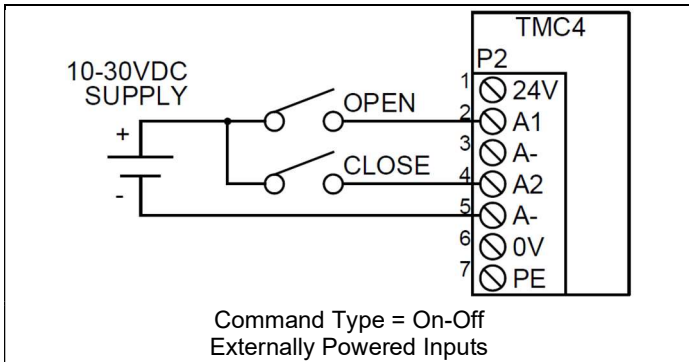 TMC4
P2
10-30VDC
SUPPLY
+
-
OPEN
CLOSE
1 24V
2 A1
3 A-
4 A2
5 A-
6 0V
7 PE
Command Type = On-Off
Externally Powered Inputs